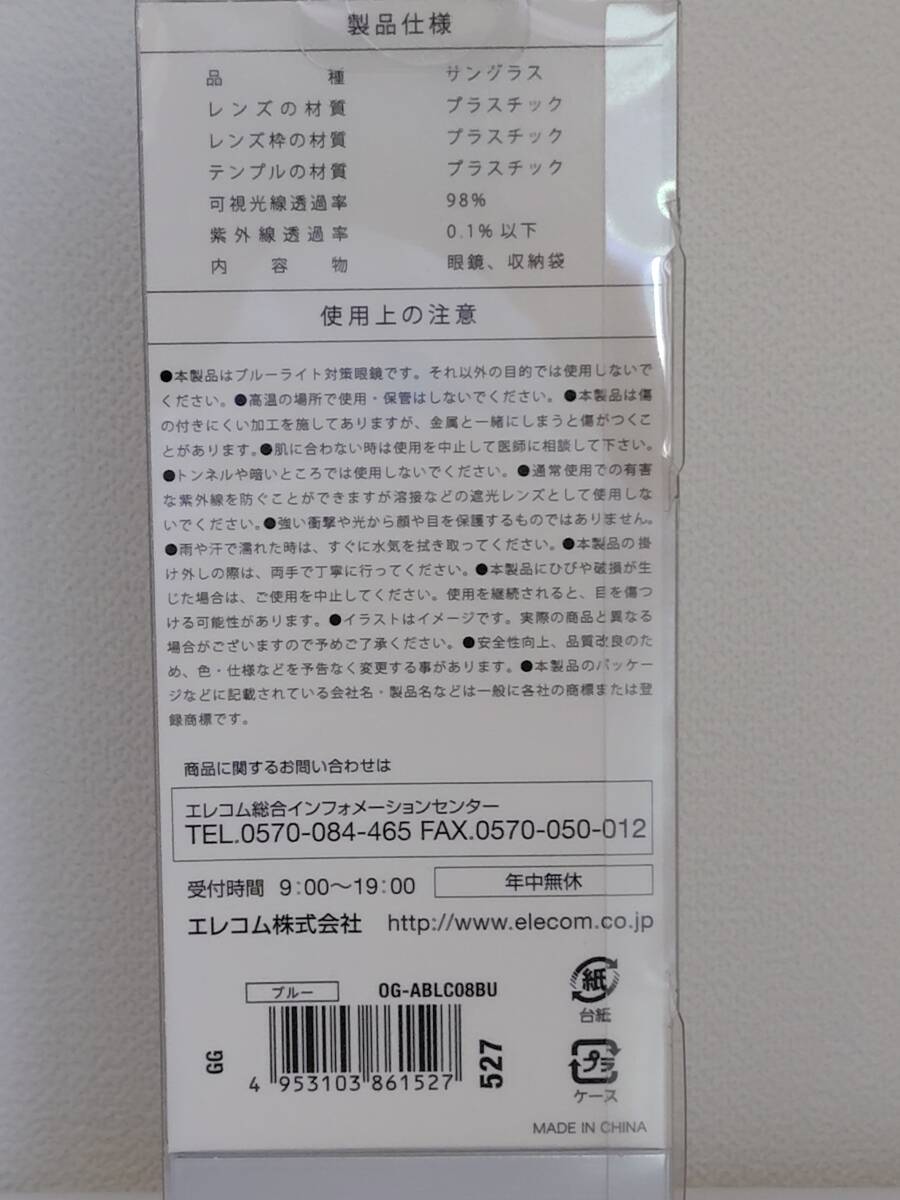 製品仕様
品種 サングラス
レンズの材質 プラスチック
レンズ枠の材質 プラスチック
テンプルの材質 プラスチック
可視光線透過率 98%
紫外線透過率 0.1%以下
内容物 眼鏡、収納袋
使用上の注意
●本製品はブルーライト対策眼鏡です。それ以外の目的では使用しないで
ください。●高温の場所で使用・保管はしないでください。●本製品は傷
の付きにくい加工を施してありますが、金属と一緒にしまうと傷がつくこ
とがあります。●肌に合わない時は使用を中止して医師に相談して下さい。
●トンネルや暗いところでは使用しないでください。●通常使用での有害
な紫外線を防ぐことができますが溶接などの遮光レンズとして使用しな
いでください。●強い衝撃や光から顔や目を保護するものではありません。
●雨や汗で濡れた時は、すぐに水気を拭き取ってください。●本製品の掛
け外しの際は、両手で丁寧に行ってください。●本製品にひびや破損が生
じた場合は、ご使用を中止してください。使用を継続されると、目を傷つ
ける可能性があります。●イラストはイメージです。実際の商品と異なる
場合がございますので予めご了承ください。●安全性向上、品質改良のた
め、色・仕様などを予告なく変更する事があります。●本製品のパッケー
ジなどに記載されている会社名・製品名などは一般に各社の商標または登
録商標です。
商品に関するお問い合わせは
エレコム総合インフォメーションセンター
TEL.0570-084-465 FAX.0570-050-012
受付時間 9:00〜19:00 年中無休
エレコム株式会社 http://www.elecom.co.jp
ブルー OG-ABLC08BU
紙
台紙
GG
4 953103 861527
527
プラ
ケース
MADE IN CHINA